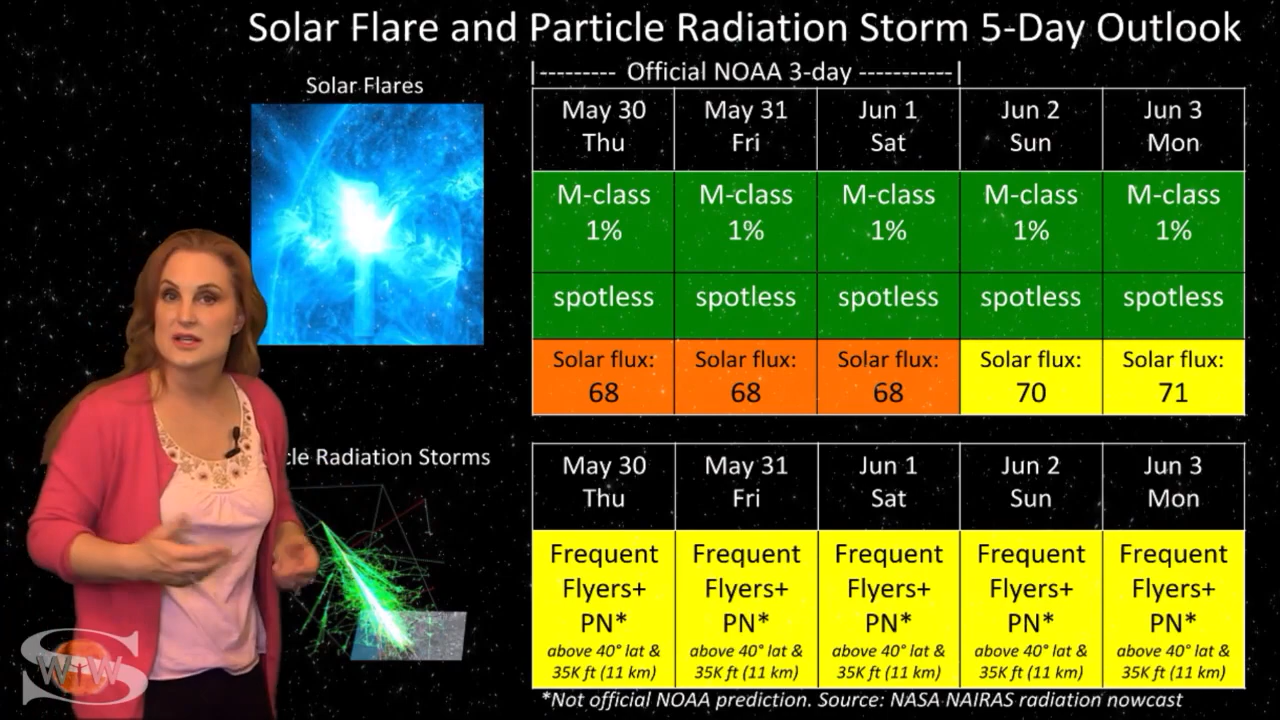 Solar Flare and Particle Radiation Storm 5-Day Outlook
|--------- Official NOAA 3-day -----------|
Solar Flares
May 30 May 31 Jun 1 Jun 2 Jun 3
Thu Fri Sat Sun Mon
M-class M-class M-class M-class M-class
1% 1% 1% 1% 1%
spotless spotless spotless spotless spotless
Solar flux: Solar flux: Solar flux: Solar flux: Solar flux:
68 68 68 70 71
cle Radiation Storms
May 30 May 31 Jun 1 Jun 2 Jun 3
Thu Fri Sat Sun Mon
Frequent Frequent Frequent Frequent Frequent
Flyers+ Flyers+ Flyers+ Flyers+ Flyers+
PN* PN* PN* PN* PN*
above 40° lat & above 40° lat & above 40° lat & above 40° lat & above 40° lat &
35K ft (11 km) 35K ft (11 km) 35K ft (11 km) 35K ft (11 km) 35K ft (11 km)
*Not official NOAA prediction. Source: NASA NAIRAS radiation nowcast
S
WTW